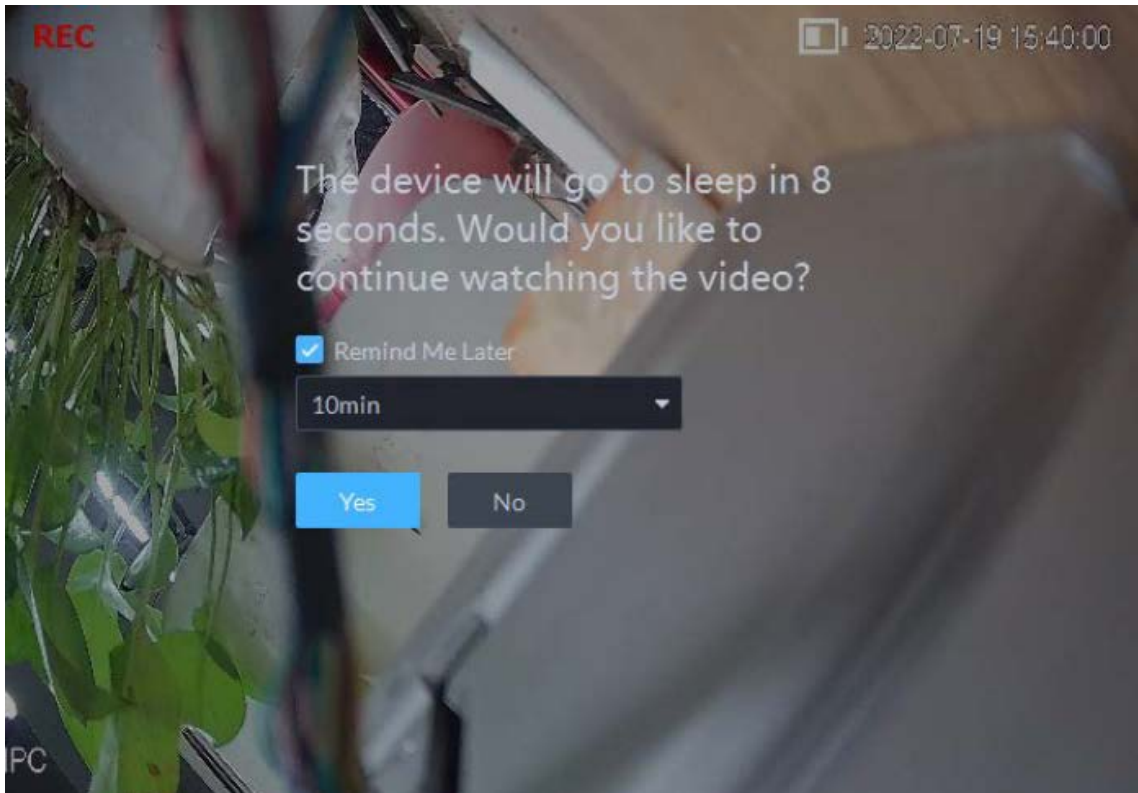 REC
2022-07-19 15:40:00
The device will go to sleep in 8
seconds. Would you like to
continue watching the video?
Remind Me Later
10min
Yes
No
IPC